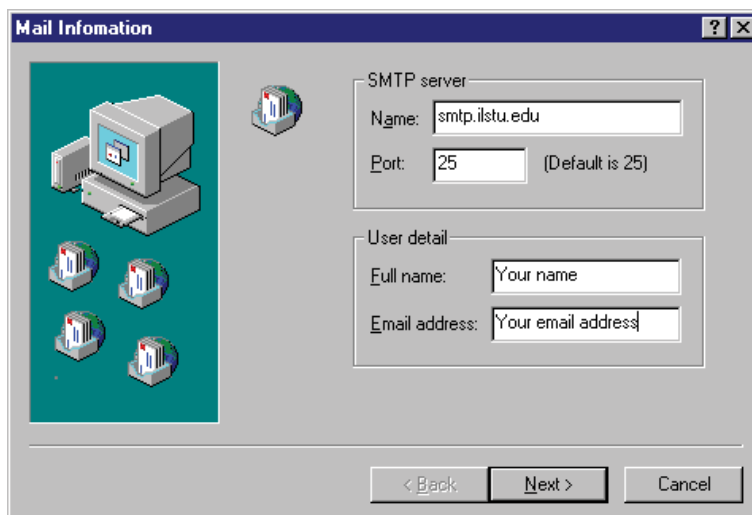 Mail Infomation
SMTP server
Name: smtp.ilstu.edu
Port: 25 (Default is 25)
User detail
Full name: Your name
Email address: Your email address
< Back Next > Cancel